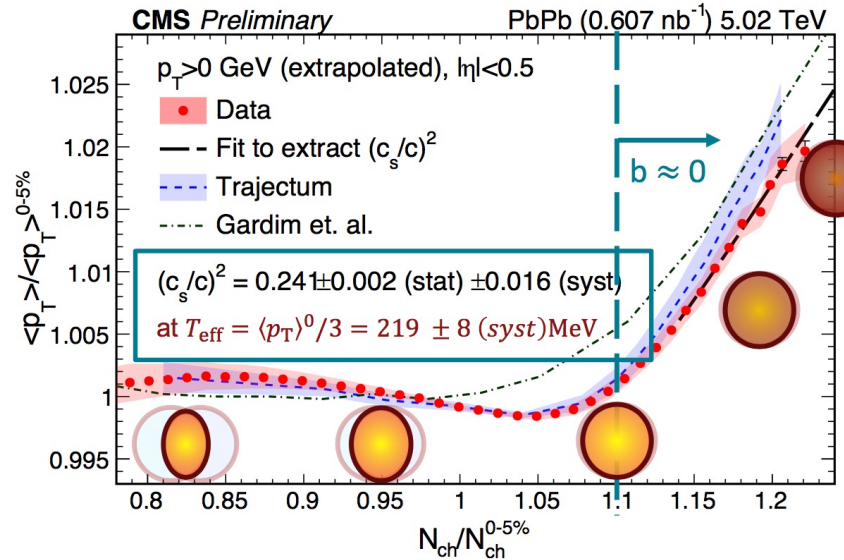 CMS Preliminary PbPb (0.607 nb⁻¹) 5.02 TeV
p_T>0 GeV (extrapolated), |η|<0.5
Data
Fit to extract (c_s/c)²
Trajectum
Gardim et. al.
b ≈ 0
(c_s/c)² = 0.241±0.002 (stat) ±0.016 (syst)
at T_eff = ⟨p_T⟩⁰/3 = 219 ± 8 (syst)MeV
<p_T>/<p_T>^0-5%
1.025
1.02
1.015
1.01
1.005
1
0.995
0.8 0.85 0.9 0.95 1 1.05 1.1 1.15 1.2
N_ch/N_ch^0-5%